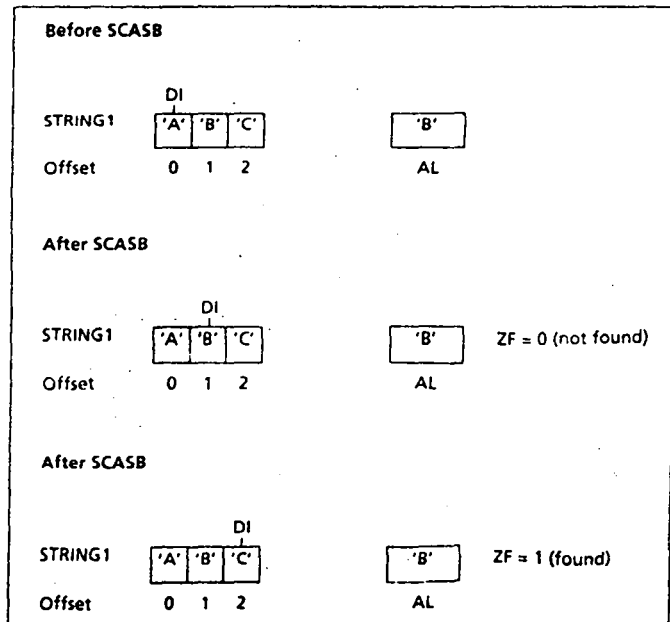 Before SCASB
DI
STRING1 'A' 'B' 'C' 'B'
Offset 0 1 2 AL
After SCASB
DI
STRING1 'A' 'B' 'C' 'B' ZF = 0 (not found)
Offset 0 1 2 AL
After SCASB
DI
STRING1 'A' 'B' 'C' 'B' ZF = 1 (found)
Offset 0 1 2 AL